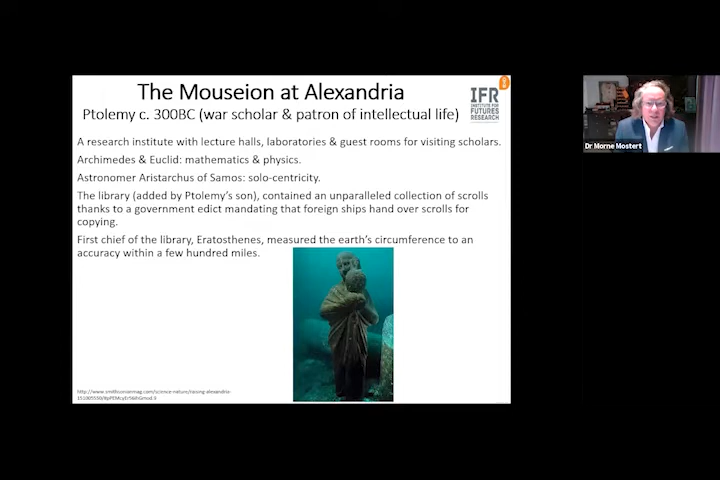 The Mouseion at Alexandria
Ptolemy c. 300BC (war scholar & patron of intellectual life)
IFR
INSTITUTE FOR
FUTURES
RESEARCH
A research institute with lecture halls, laboratories & guest rooms for visiting scholars.
Archimedes & Euclid: mathematics & physics.
Astronomer Aristarchus of Samos: solo-centricity.
The library (added by Ptolemy's son), contained an unparalleled collection of scrolls
thanks to a government edict mandating that foreign ships hand over scrolls for
copying.
First chief of the library, Eratosthenes, measured the earth's circumference to an
accuracy within a few hundred miles.
Dr Morne Mostert